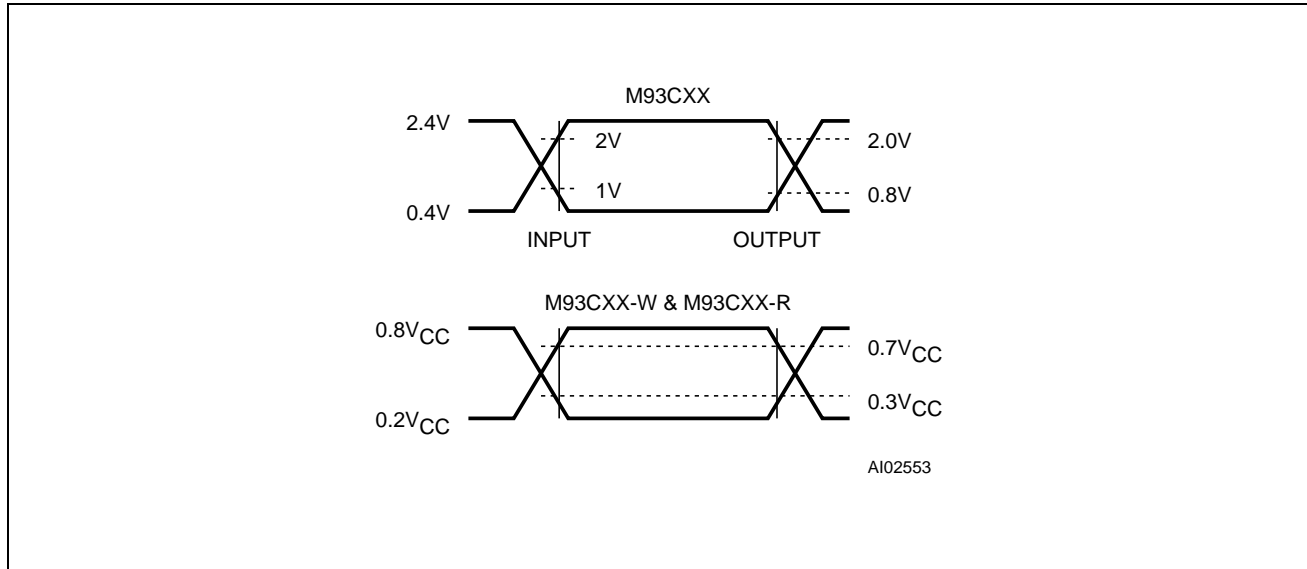 M93CXX
2.4V
2V
2.0V
1V
0.8V
0.4V
INPUT
OUTPUT
M93CXX-W & M93CXX-R
0.8VCC
0.7VCC
0.3VCC
0.2VCC
AI02553